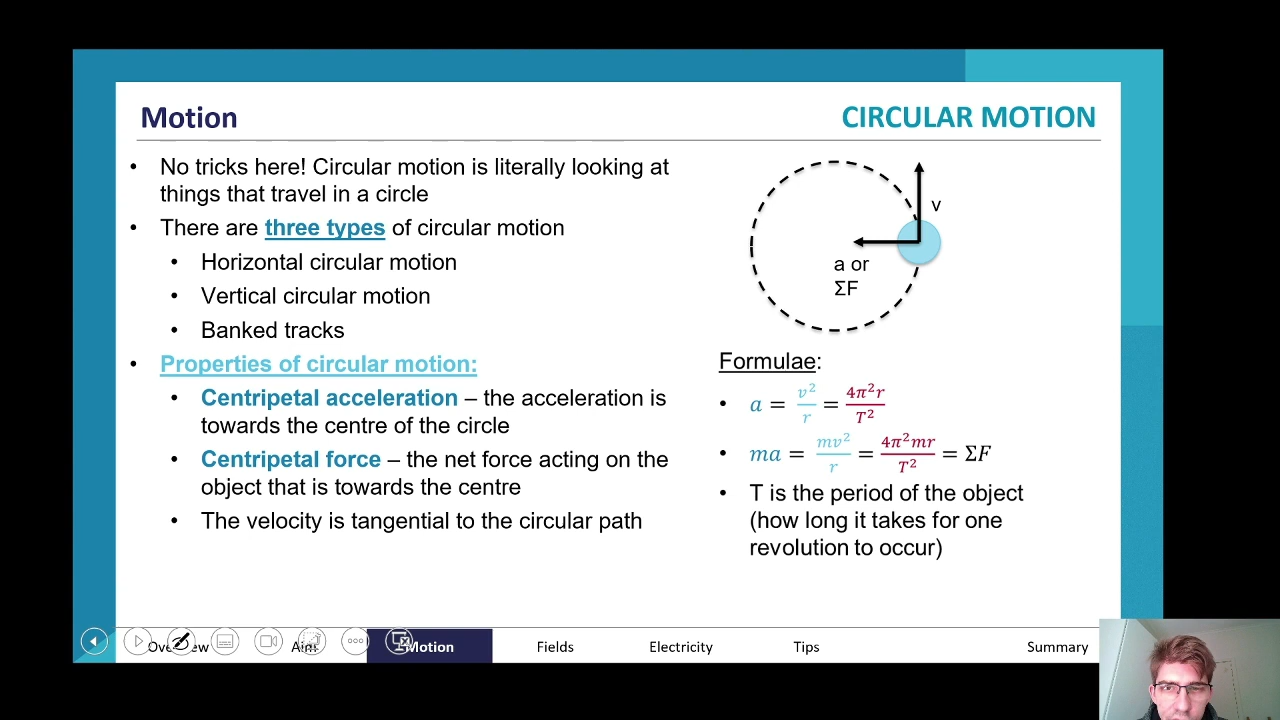 Motion
CIRCULAR MOTION
• No tricks here! Circular motion is literally looking at
things that travel in a circle
• There are three types of circular motion
• Horizontal circular motion
• Vertical circular motion
• Banked tracks
• Properties of circular motion:
• Centripetal acceleration – the acceleration is
towards the centre of the circle
• Centripetal force – the net force acting on the
object that is towards the centre
• The velocity is tangential to the circular path
v
a or
ΣF
Formulae:
• a = v²/r = 4π²r/T²
• ma = mv²/r = 4π²mr/T² = ΣF
• T is the period of the object
(how long it takes for one
revolution to occur)
Motion
Fields
Electricity
Tips
Summary